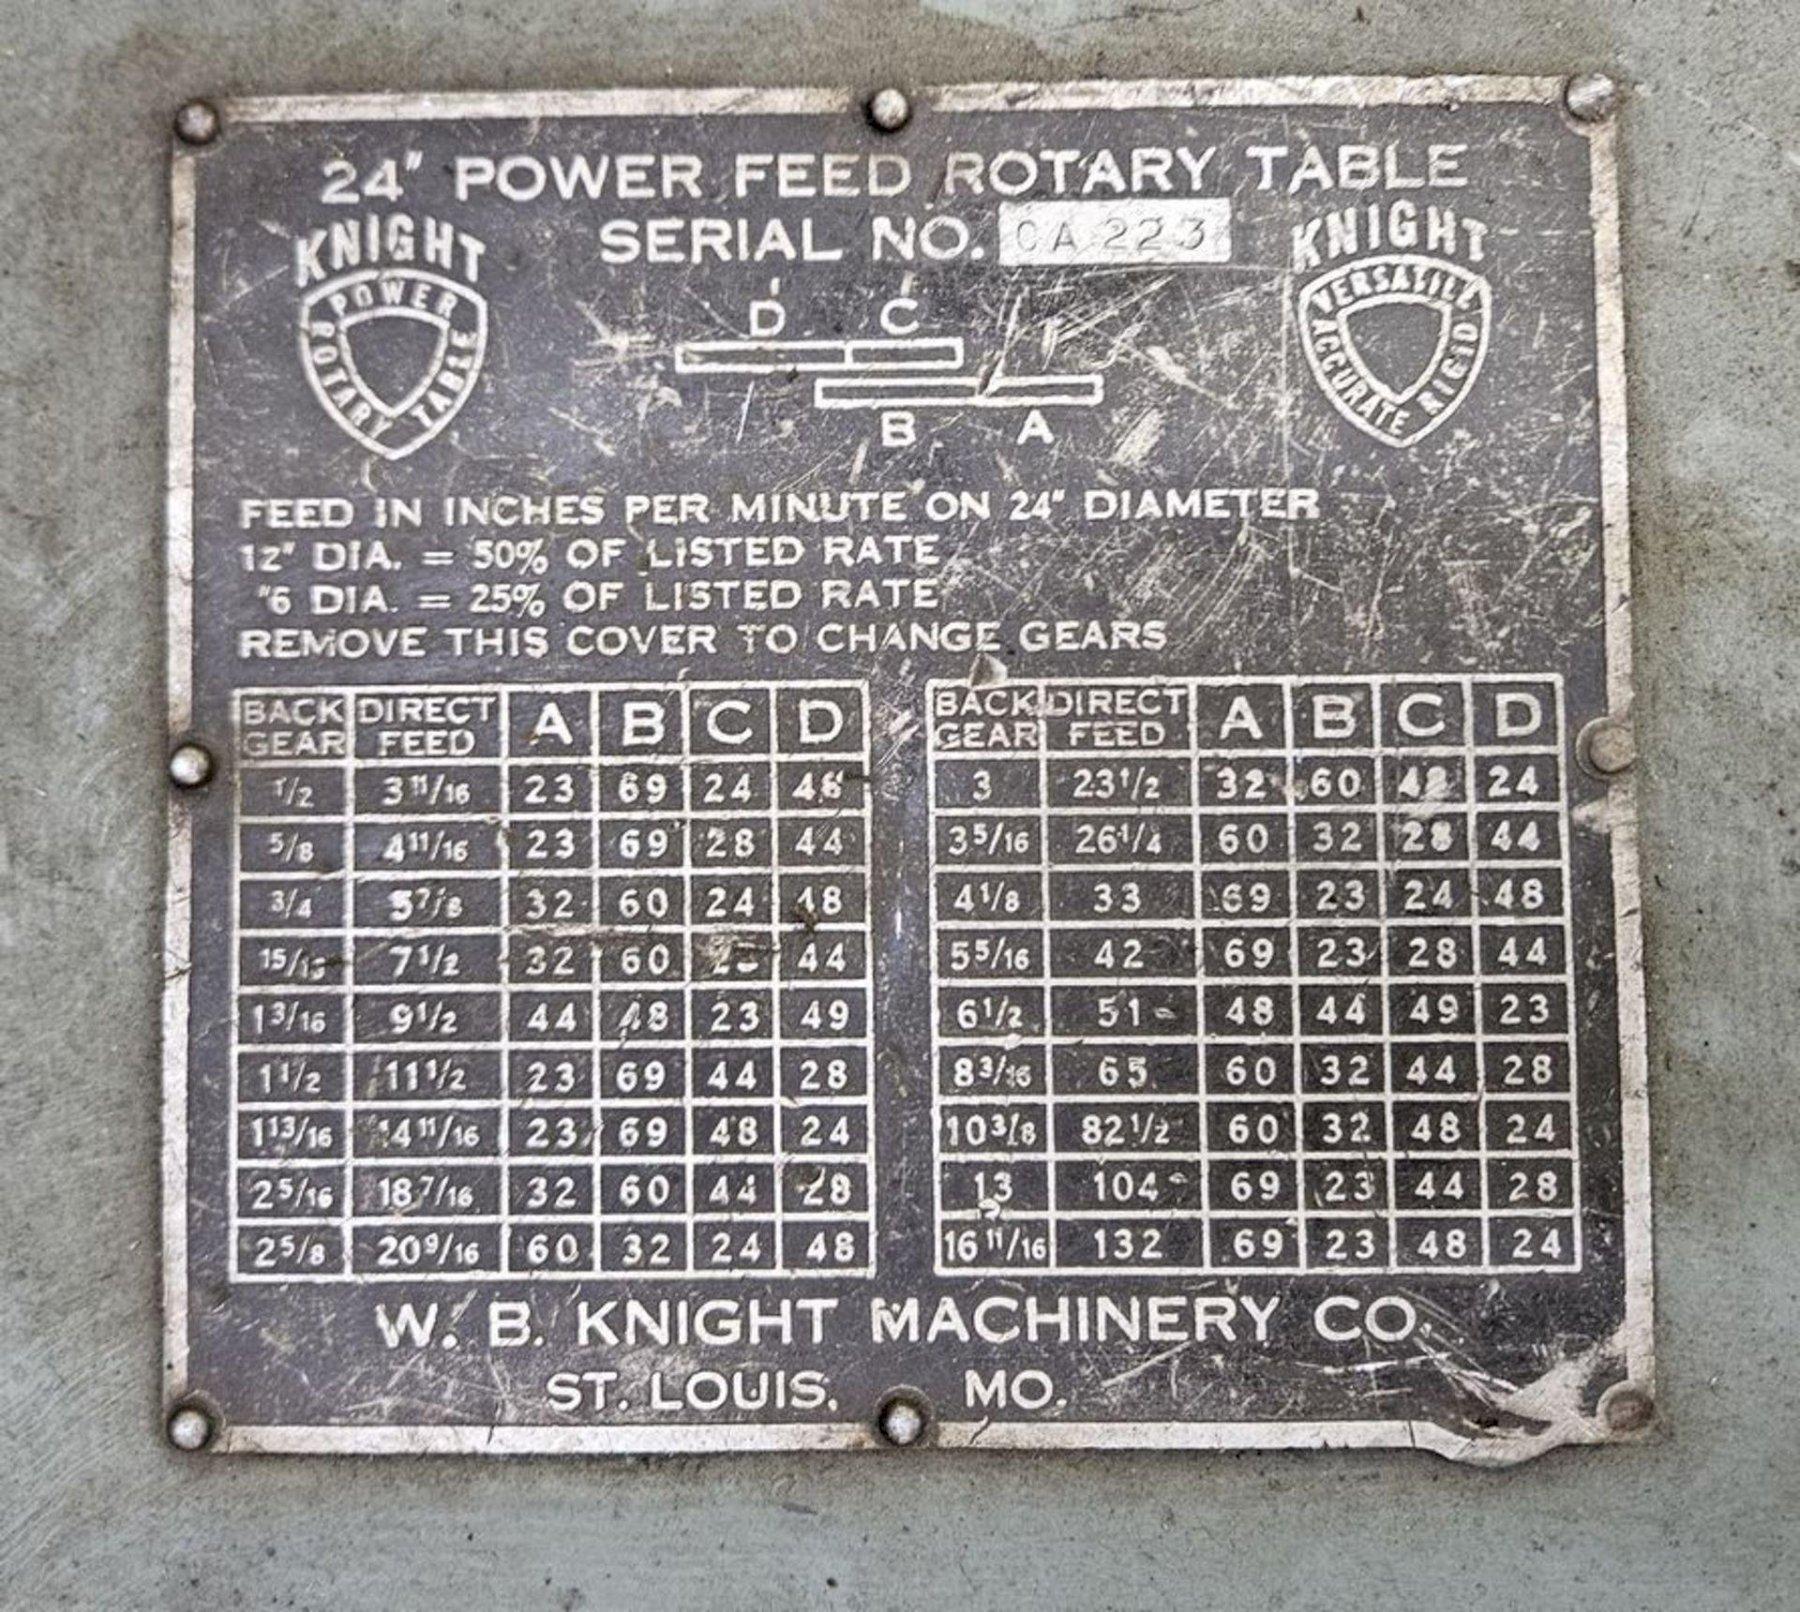 24" POWER FEED ROTARY TABLE
SERIAL NO. CA 223
KNIGHT
POWER ROTARY TABLE
KNIGHT
VERSATILE ACCURATE RIGID
D C
B A
FEED IN INCHES PER MINUTE ON 24" DIAMETER
12" DIA. = 50% OF LISTED RATE
"6 DIA. = 25% OF LISTED RATE
REMOVE THIS COVER TO CHANGE GEARS
BACK GEAR DIRECT FEED A B C D
1/2 3 11/16 23 69 24 48
5/8 4 11/16 23 69 28 44
3/4 5 7/8 32 60 24 48
15/16 7 1/2 32 60 44
1 3/16 9 1/2 44 48 23 49
1 1/2 11 1/2 23 69 44 28
1 13/16 14 11/16 23 69 48 24
2 5/16 18 7/16 32 60 44 28
2 5/8 20 9/16 60 32 24 48
BACK GEAR DIRECT FEED A B C D
3 23 1/2 32 60 48 24
3 5/16 26 1/4 60 32 28 44
4 1/8 33 69 23 24 48
5 5/16 42 69 23 28 44
6 1/2 51 48 44 49 23
8 3/16 65 60 32 44 28
10 3/8 82 1/2 60 32 48 24
13 104 69 23 44 28
16 11/16 132 69 23 48 24
W. B. KNIGHT MACHINERY CO.
ST. LOUIS, MO.